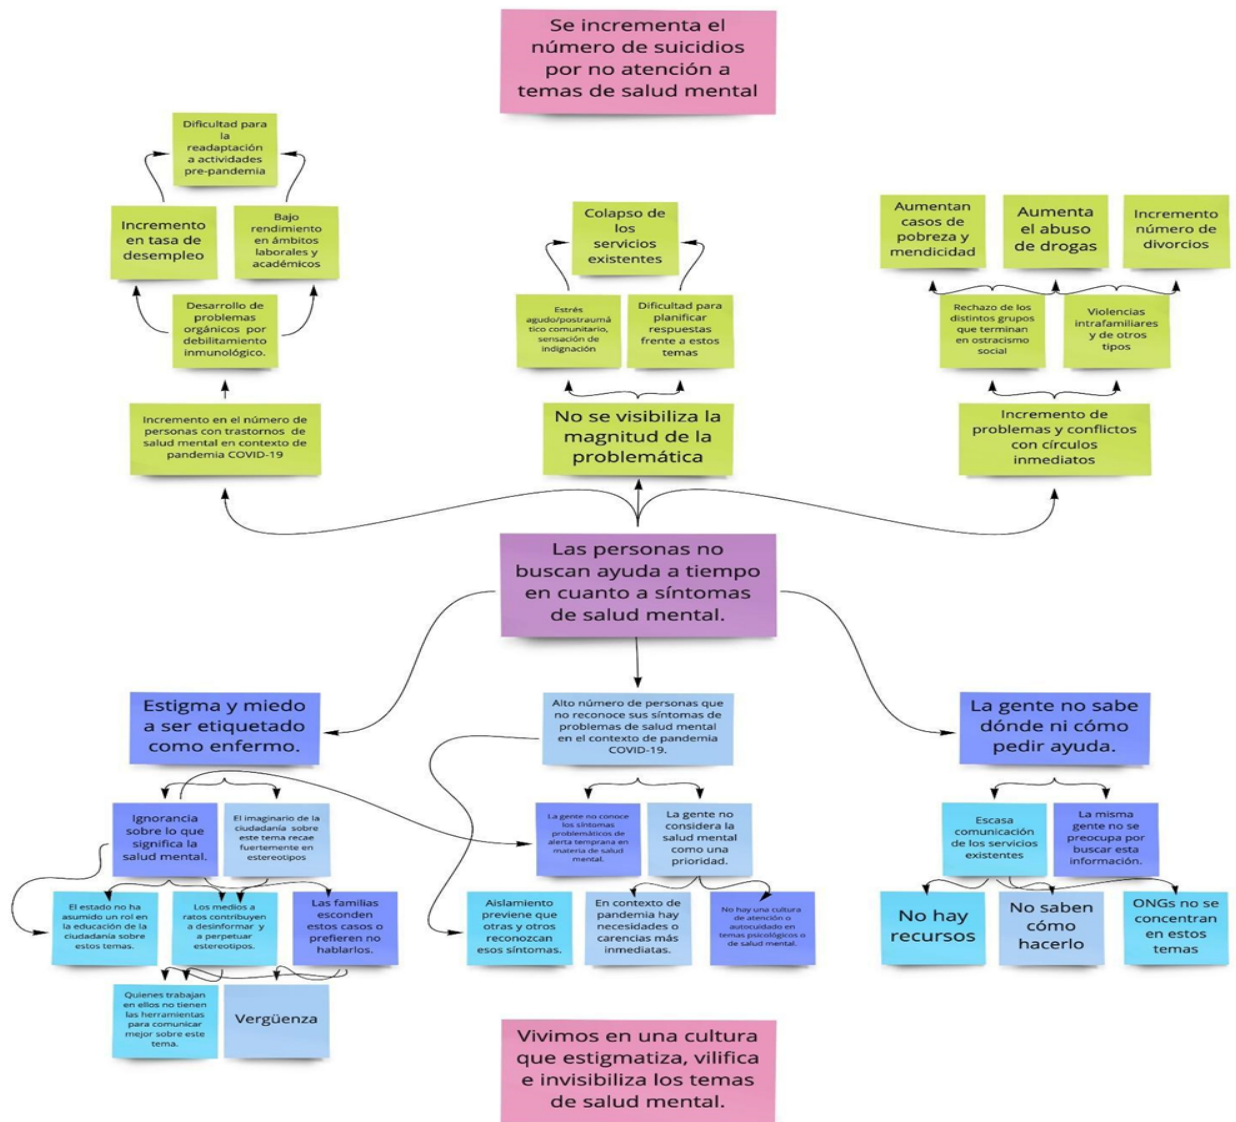 Se incrementa el
número de suicidios
por no atención a
temas de salud mental
Dificultad para
la
readaptación
a actividades
pre-pandemia
Incremento
en tasa de
desempleo
Bajo
rendimiento
en ámbitos
laborales y
académicos
Colapso de
los
servicios
existentes
Aumentan
casos de
pobreza y
mendicidad
Aumenta
el abuso
de drogas
Incremento
número de
divorcios
Desarrollo de
problemas
orgánicos por
debilitamiento
inmunológico.
Estrés
agudo/postraumá
tico comunitario,
sensación de
indignación
Dificultad para
planificar
respuestas
frente a estos
temas
Rechazo de los
distintos grupos
que terminan
en ostracismo
social
Violencias
intrafamiliares
y de otros
tipos
Incremento en el número de
personas con trastornos de
salud mental en contexto de
pandemia COVID-19
No se visibiliza la
magnitud de la
problemática
Incremento de
problemas y conflictos
con círculos
inmediatos
Las personas no
buscan ayuda a tiempo
en cuanto a síntomas
de salud mental.
Estigma y miedo
a ser etiquetado
como enfermo.
Alto número de personas que
no reconoce sus síntomas de
problemas de salud mental
en el contexto de pandemia
COVID-19.
La gente no sabe
dónde ni cómo
pedir ayuda.
Ignorancia
sobre lo que
significa la
salud mental.
El imaginario de la
ciudadanía sobre
este tema recae
fuertemente en
estereotipos
La gente no conoce
los síntomas
problemáticos de
alerta temprana en
materia de salud
mental.
La gente no
considera la
salud mental
como una
prioridad.
Escasa
comunicación
de los servicios
existentes
La misma
gente no se
preocupa por
buscar esta
información.
El estado no ha
asumido un rol en
la educación de la
ciudadanía sobre
estos temas.
Los medios a
ratos contribuyen
a desinformar y
a perpetuar
estereotipos.
Las familias
esconden
estos casos o
prefieren no
hablarlos.
Aislamiento
previene que
otras y otros
reconozcan
esos síntomas.
En contexto de
pandemia hay
necesidades o
carencias más
inmediatas.
No hay una cultura
de atención o
autocuidado en
temas psicológicos o
de salud mental.
No hay
recursos
No saben
cómo
hacerlo
ONGs no se
concentran
en estos
temas
Quienes trabajan
en ellos no tienen
las herramientas
para comunicar
mejor sobre este
tema.
Vergüenza
Vivimos en una cultura
que estigmatiza, vilifica
e invisibiliza los temas
de salud mental.